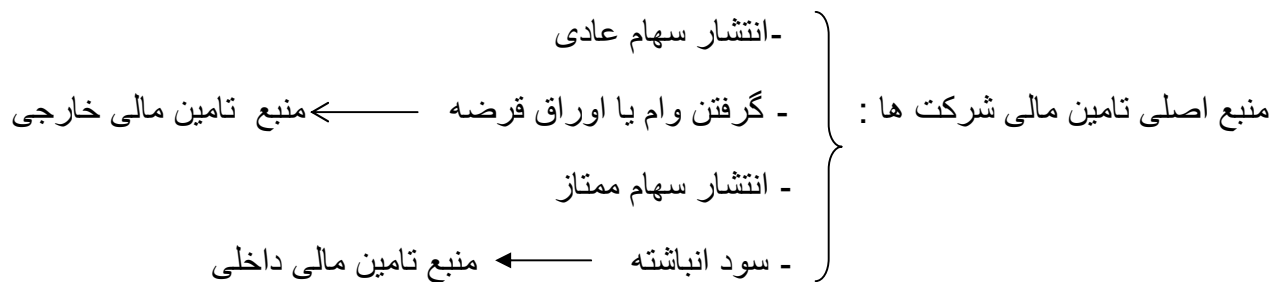 -انتشار سهام عادی
منبع اصلی تامین مالی شرکت ها : - گرفتن وام یا اوراق قرضه ⟵ منبع تامین مالی خارجی
- انتشار سهام ممتاز
- سود انباشته ⟵ منبع تامین مالی داخلی